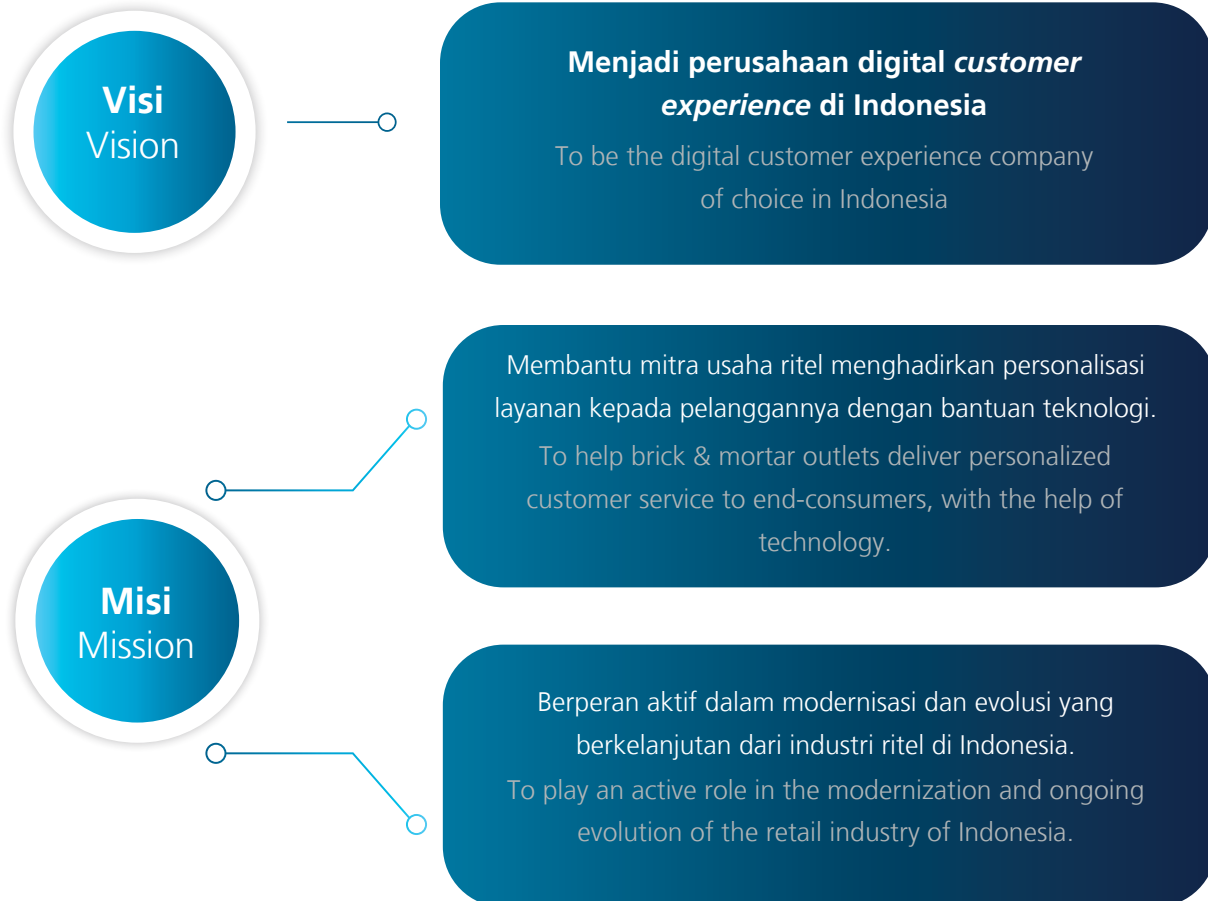 Visi
Vision
Menjadi perusahaan digital customer
experience di Indonesia
To be the digital customer experience company
of choice in Indonesia
Misi
Mission
Membantu mitra usaha ritel menghadirkan personalisasi
layanan kepada pelanggannya dengan bantuan teknologi.
To help brick & mortar outlets deliver personalized
customer service to end-consumers, with the help of
technology.
Berperan aktif dalam modernisasi dan evolusi yang
berkelanjutan dari industri ritel di Indonesia.
To play an active role in the modernization and ongoing
evolution of the retail industry of Indonesia.